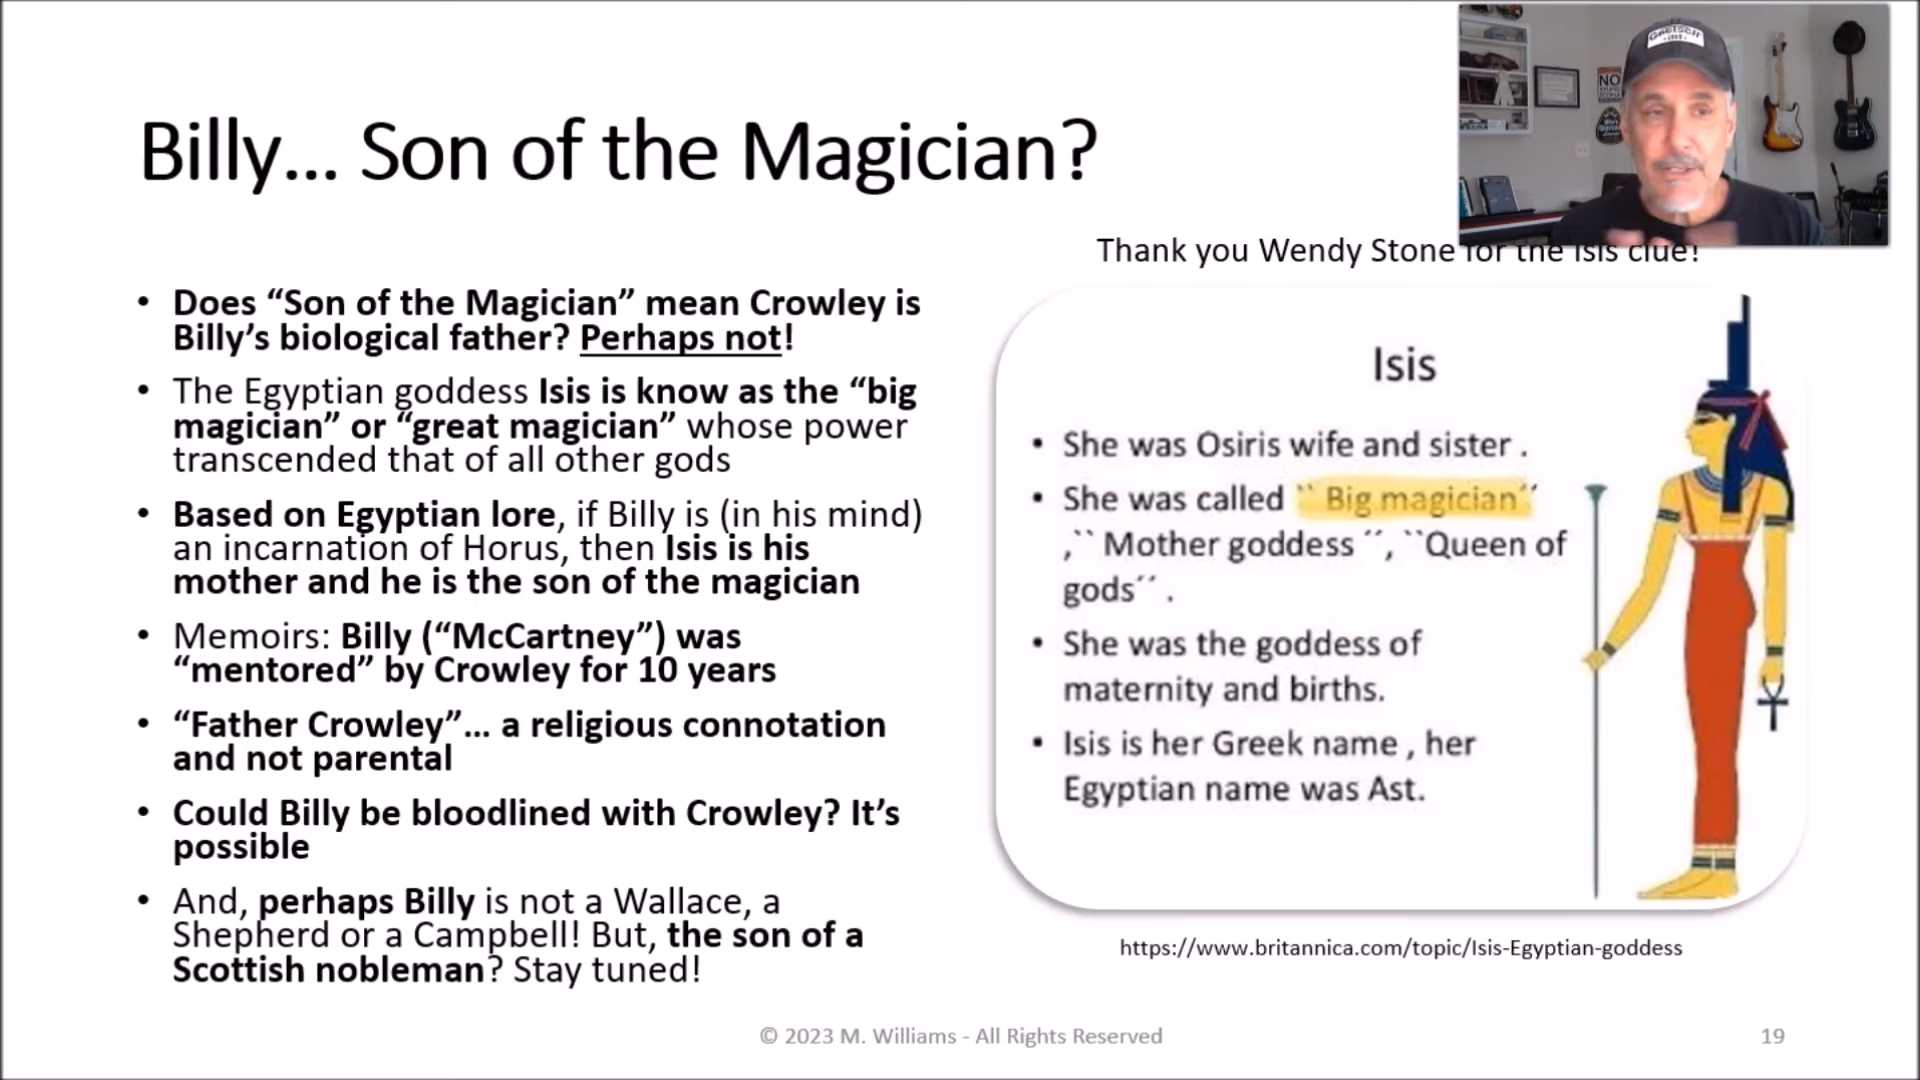 Billy... Son of the Magician?
GRETSCH
NO
Thank you Wendy Stone for the Isis clue!
• Does “Son of the Magician” mean Crowley is
Billy’s biological father? Perhaps not!
• The Egyptian goddess Isis is know as the “big
magician” or “great magician” whose power
transcended that of all other gods
• Based on Egyptian lore, if Billy is (in his mind)
an incarnation of Horus, then Isis is his
mother and he is the son of the magician
• Memoirs: Billy (“McCartney”) was
“mentored” by Crowley for 10 years
• “Father Crowley”... a religious connotation
and not parental
• Could Billy be bloodlined with Crowley? It’s
possible
• And, perhaps Billy is not a Wallace, a
Shepherd or a Campbell! But, the son of a
Scottish nobleman? Stay tuned!
Isis
• She was Osiris wife and sister .
• She was called `` Big magician´´
,`` Mother goddess ´´, ``Queen of
gods´´ .
• She was the goddess of
maternity and births.
• Isis is her Greek name , her
Egyptian name was Ast.
https://www.britannica.com/topic/Isis-Egyptian-goddess
© 2023 M. Williams - All Rights Reserved
19